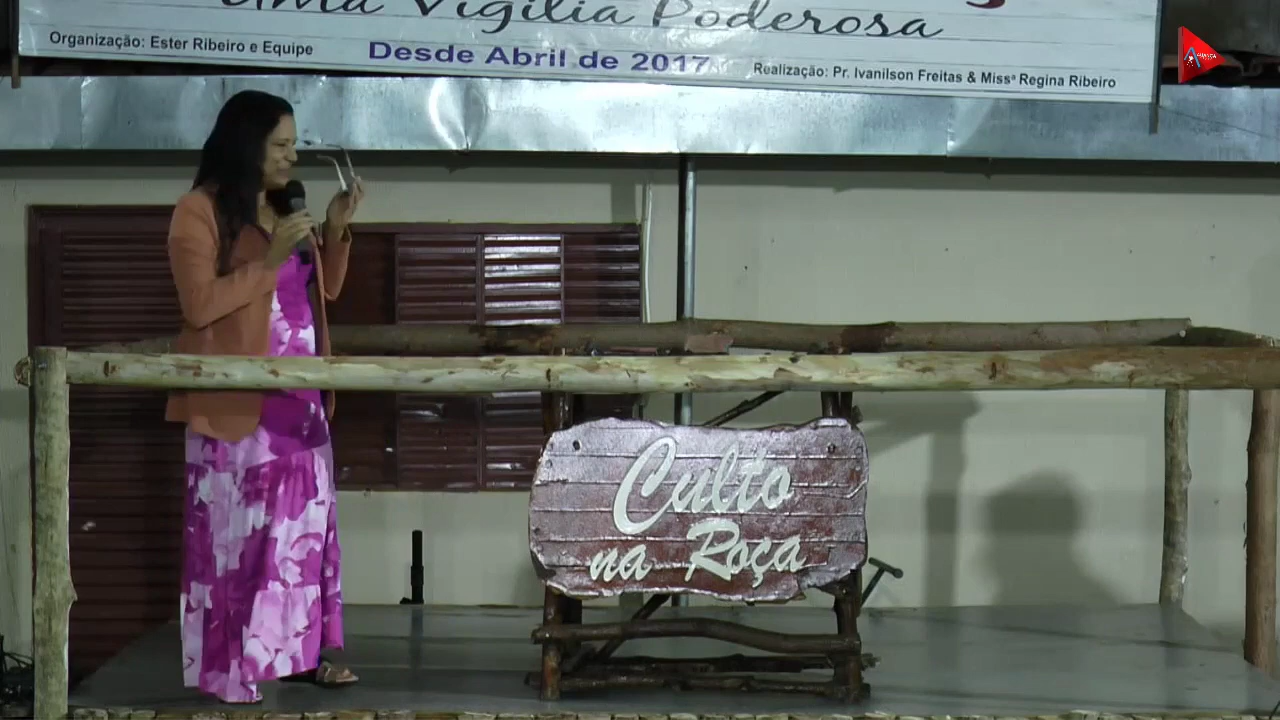 Uma Vigília Poderosa
Organização: Ester Ribeiro e Equipe
Desde Abril de 2017
Realização: Pr. Ivanilson Freitas & Missª Regina Ribeiro
Culto
na Roça